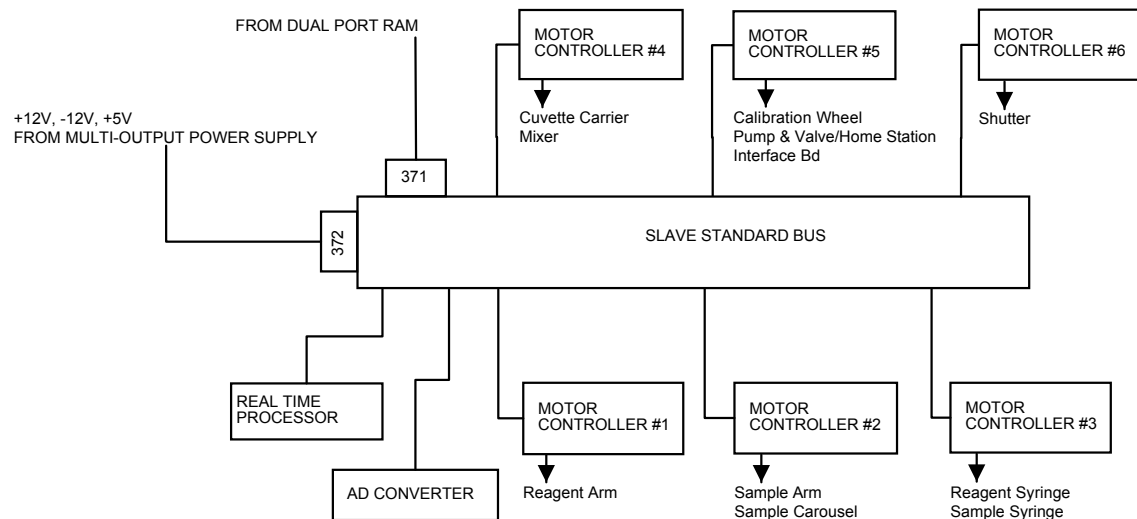 FROM DUAL PORT RAM
MOTOR
CONTROLLER #4
MOTOR
CONTROLLER #5
MOTOR
CONTROLLER #6
+12V, -12V, +5V
FROM MULTI-OUTPUT POWER SUPPLY
Cuvette Carrier
Mixer
Calibration Wheel
Pump & Valve/Home Station
Interface Bd
Shutter
371
372
SLAVE STANDARD BUS
REAL TIME
PROCESSOR
MOTOR
CONTROLLER #1
MOTOR
CONTROLLER #2
MOTOR
CONTROLLER #3
AD CONVERTER
Reagent Arm
Sample Arm
Sample Carousel
Reagent Syringe
Sample Syringe